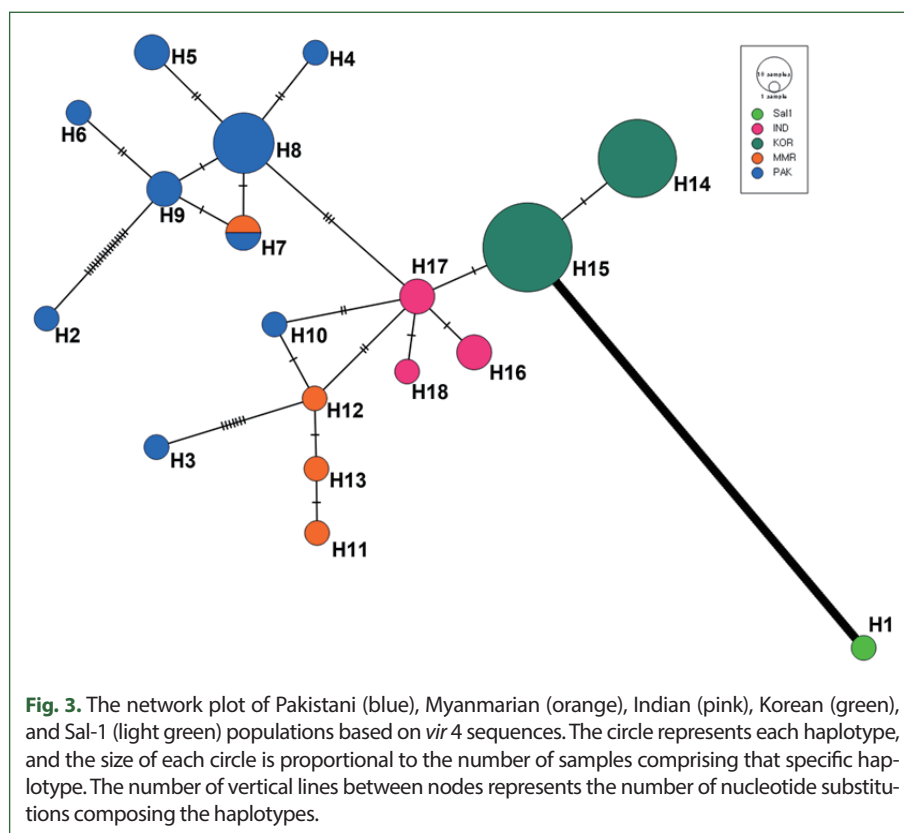 H5
H4
H6
H8
H9
H7
H14
H15
H17
H2
H10
H16
H18
H12
H3
H13
H11
H1
10 samples
1 sample
Sal1
IND
KOR
MMR
PAK
Fig. 3. The network plot of Pakistani (blue), Myanmarian (orange), Indian (pink), Korean (green),
and Sal-1 (light green) populations based on vir 4 sequences. The circle represents each haplotype,
and the size of each circle is proportional to the number of samples comprising that specific hap-
lotype. The number of vertical lines between nodes represents the number of nucleotide substitu-
tions composing the haplotypes.